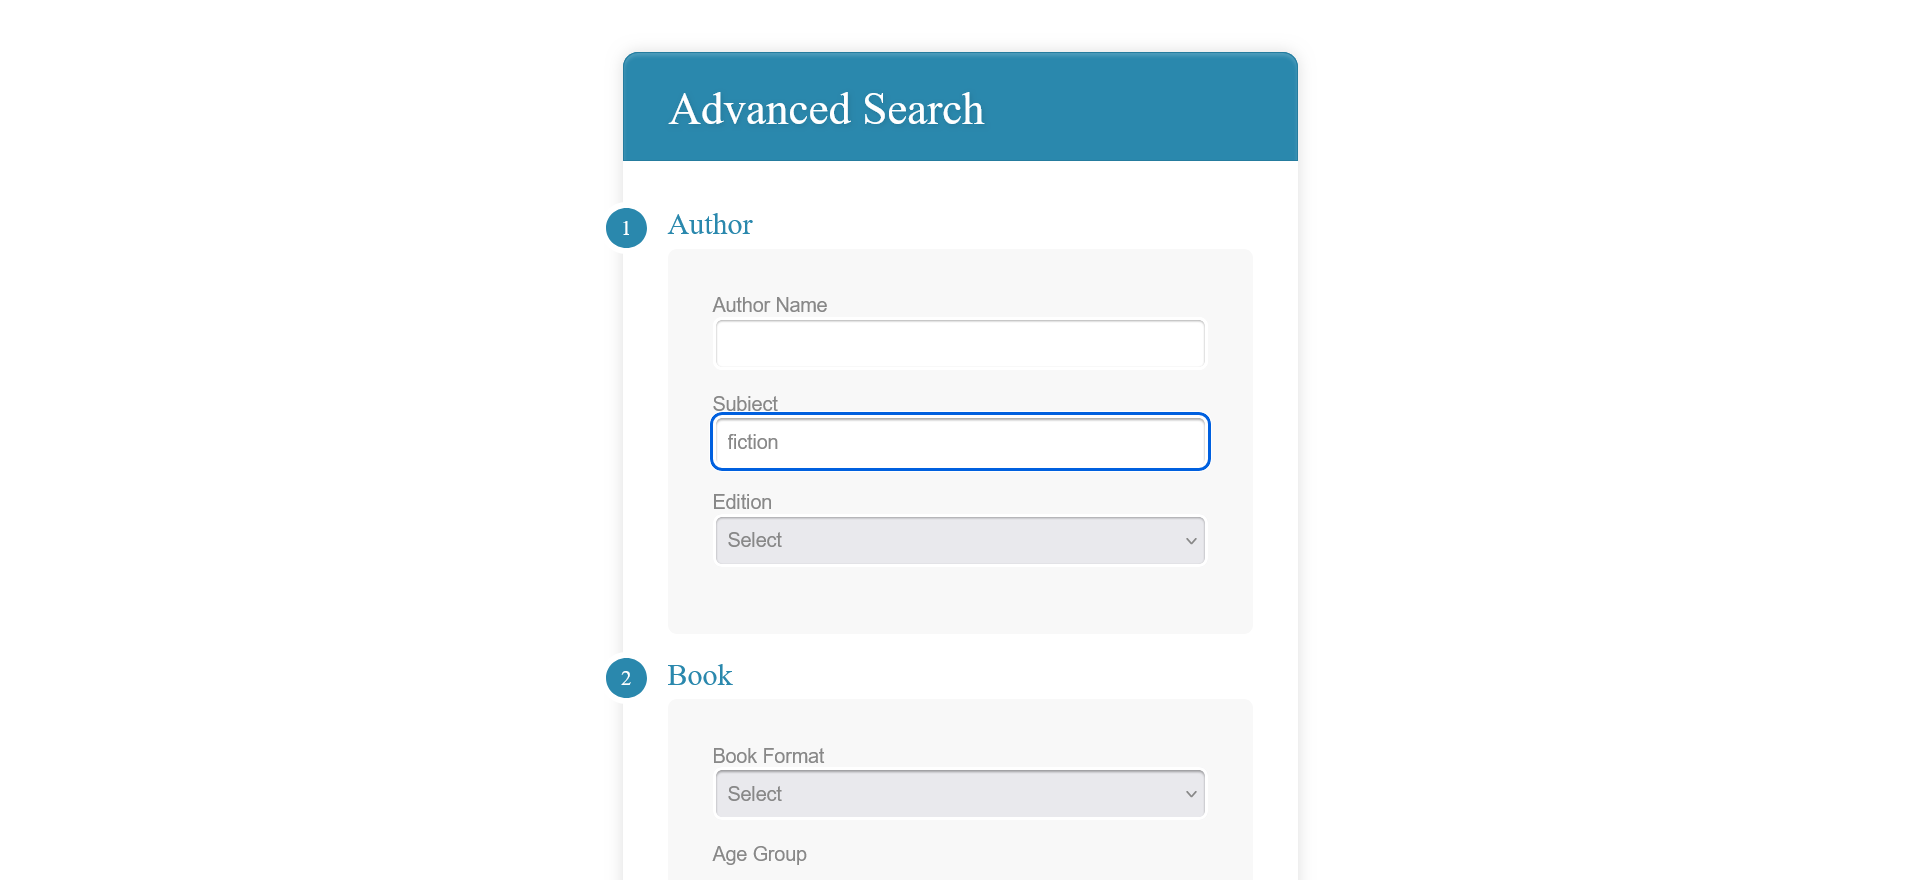 Advanced Search
1
Author
Author Name
Subject
fiction
Edition
Select
2
Book
Book Format
Select
Age Group